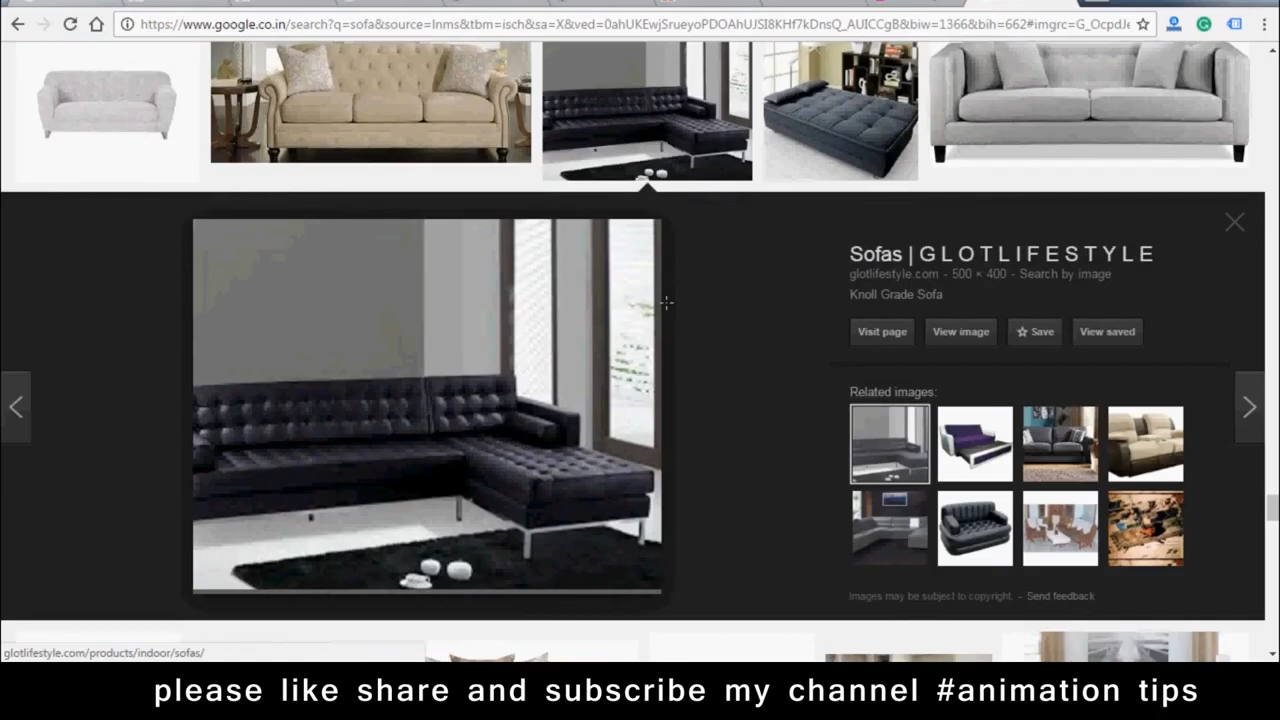 https://www.google.co.in/search?q=sofa&source=lnms&tbm=isch&sa=X&ved=0ahUKEwjSrueyoPDOAhUJSI8KHf7kDnsQ_AUICCgB&biw=1366&bih=662#imgrc=G_OcpdJe
Sofas | G L O T L I F E S T Y L E
glotlifestyle.com - 500 × 400 - Search by image
Knoll Grade Sofa
Visit page View image Save View saved
Related images:
Images may be subject to copyright. - Send feedback
glotlifestyle.com/products/indoor/sofas/
please like share and subscribe my channel #animation tips